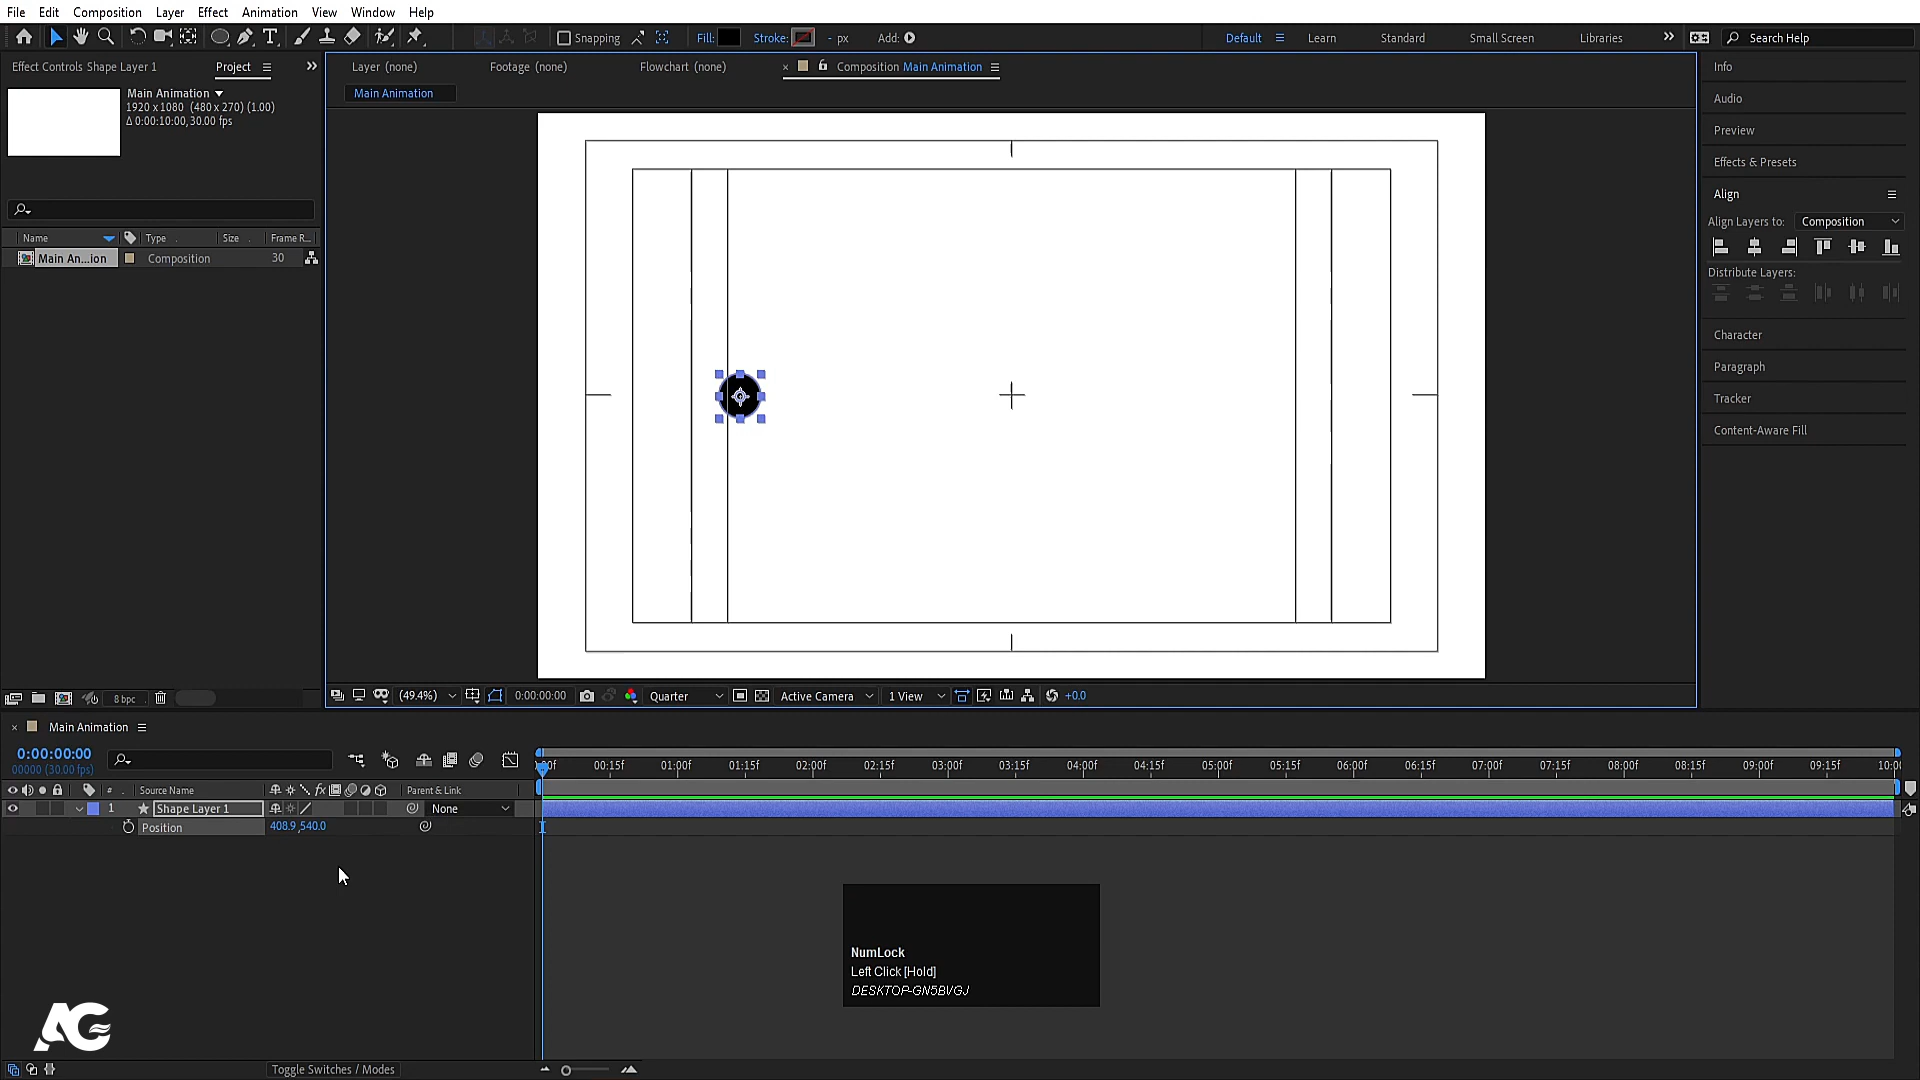 File Edit Composition Layer Effect Animation View Window Help
Snapping Fill: Stroke: - px Add: Default Learn Standard Small Screen Libraries Search Help
Effect Controls Shape Layer 1 Project
Layer (none) Footage (none) Flowchart (none) × Composition Main Animation
Main Animation
Main Animation
1920 x 1080 (480 x 270) (1.00)
Δ 0:00:10:00, 30.00 fps
Name Type Size Frame R...
Main An...ion Composition 30
8 bpc
Info
Audio
Preview
Effects & Presets
Align
Align Layers to: Composition
Distribute Layers:
Character
Paragraph
Tracker
Content-Aware Fill
(49.4%) 0:00:00:00 Quarter Active Camera 1 View +0.0
× Main Animation
0:00:00:00
00000 (30.00 fps)
00f 00:15f 01:00f 01:15f 02:00f 02:15f 03:00f 03:15f 04:00f 04:15f 05:00f 05:15f 06:00f 06:15f 07:00f 07:15f 08:00f 08:15f 09:00f 09:15f 10:00
# Source Name fx Parent & Link
1 Shape Layer 1 None
Position 408.9,540.0
NumLock
Left Click [Hold]
DESKTOP-GN5BVGJ
AG
Toggle Switches / Modes